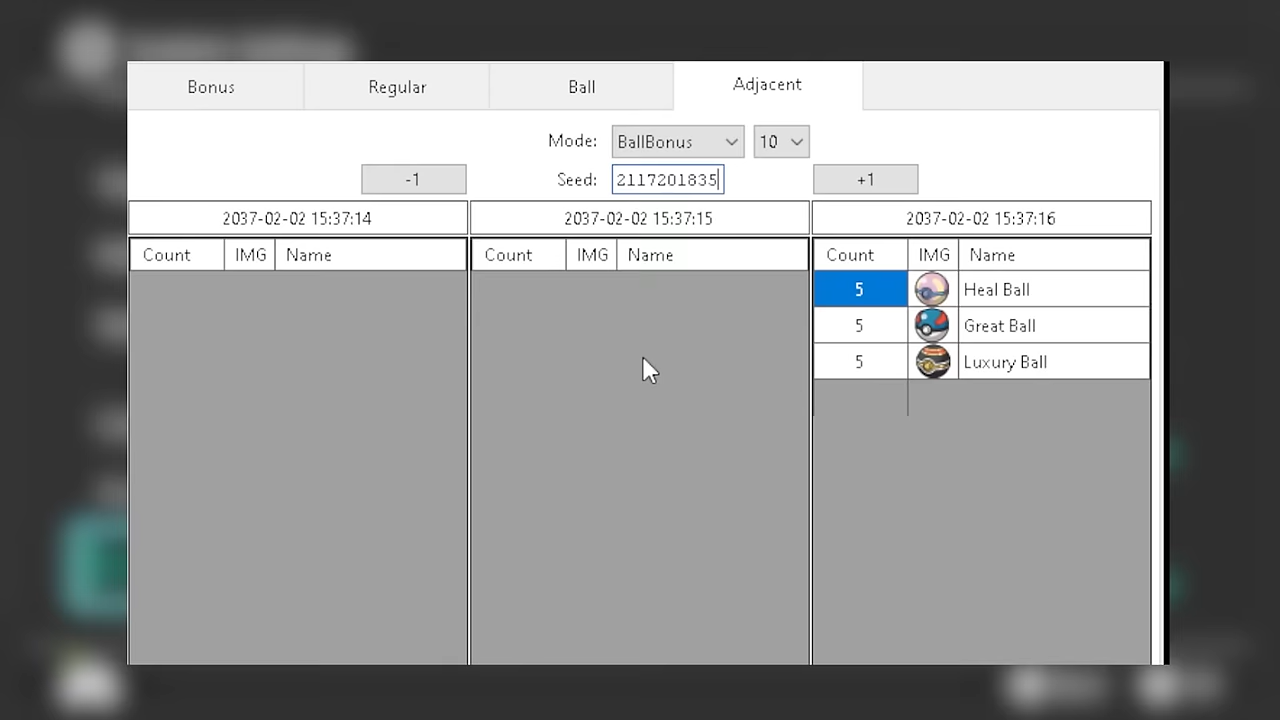 Bonus Regular Ball Adjacent
Mode: BallBonus 10
-1 Seed: 2117201835 +1
2037-02-02 15:37:14 2037-02-02 15:37:15 2037-02-02 15:37:16
Count IMG Name Count IMG Name Count IMG Name
5 Heal Ball
5 Great Ball
5 Luxury Ball